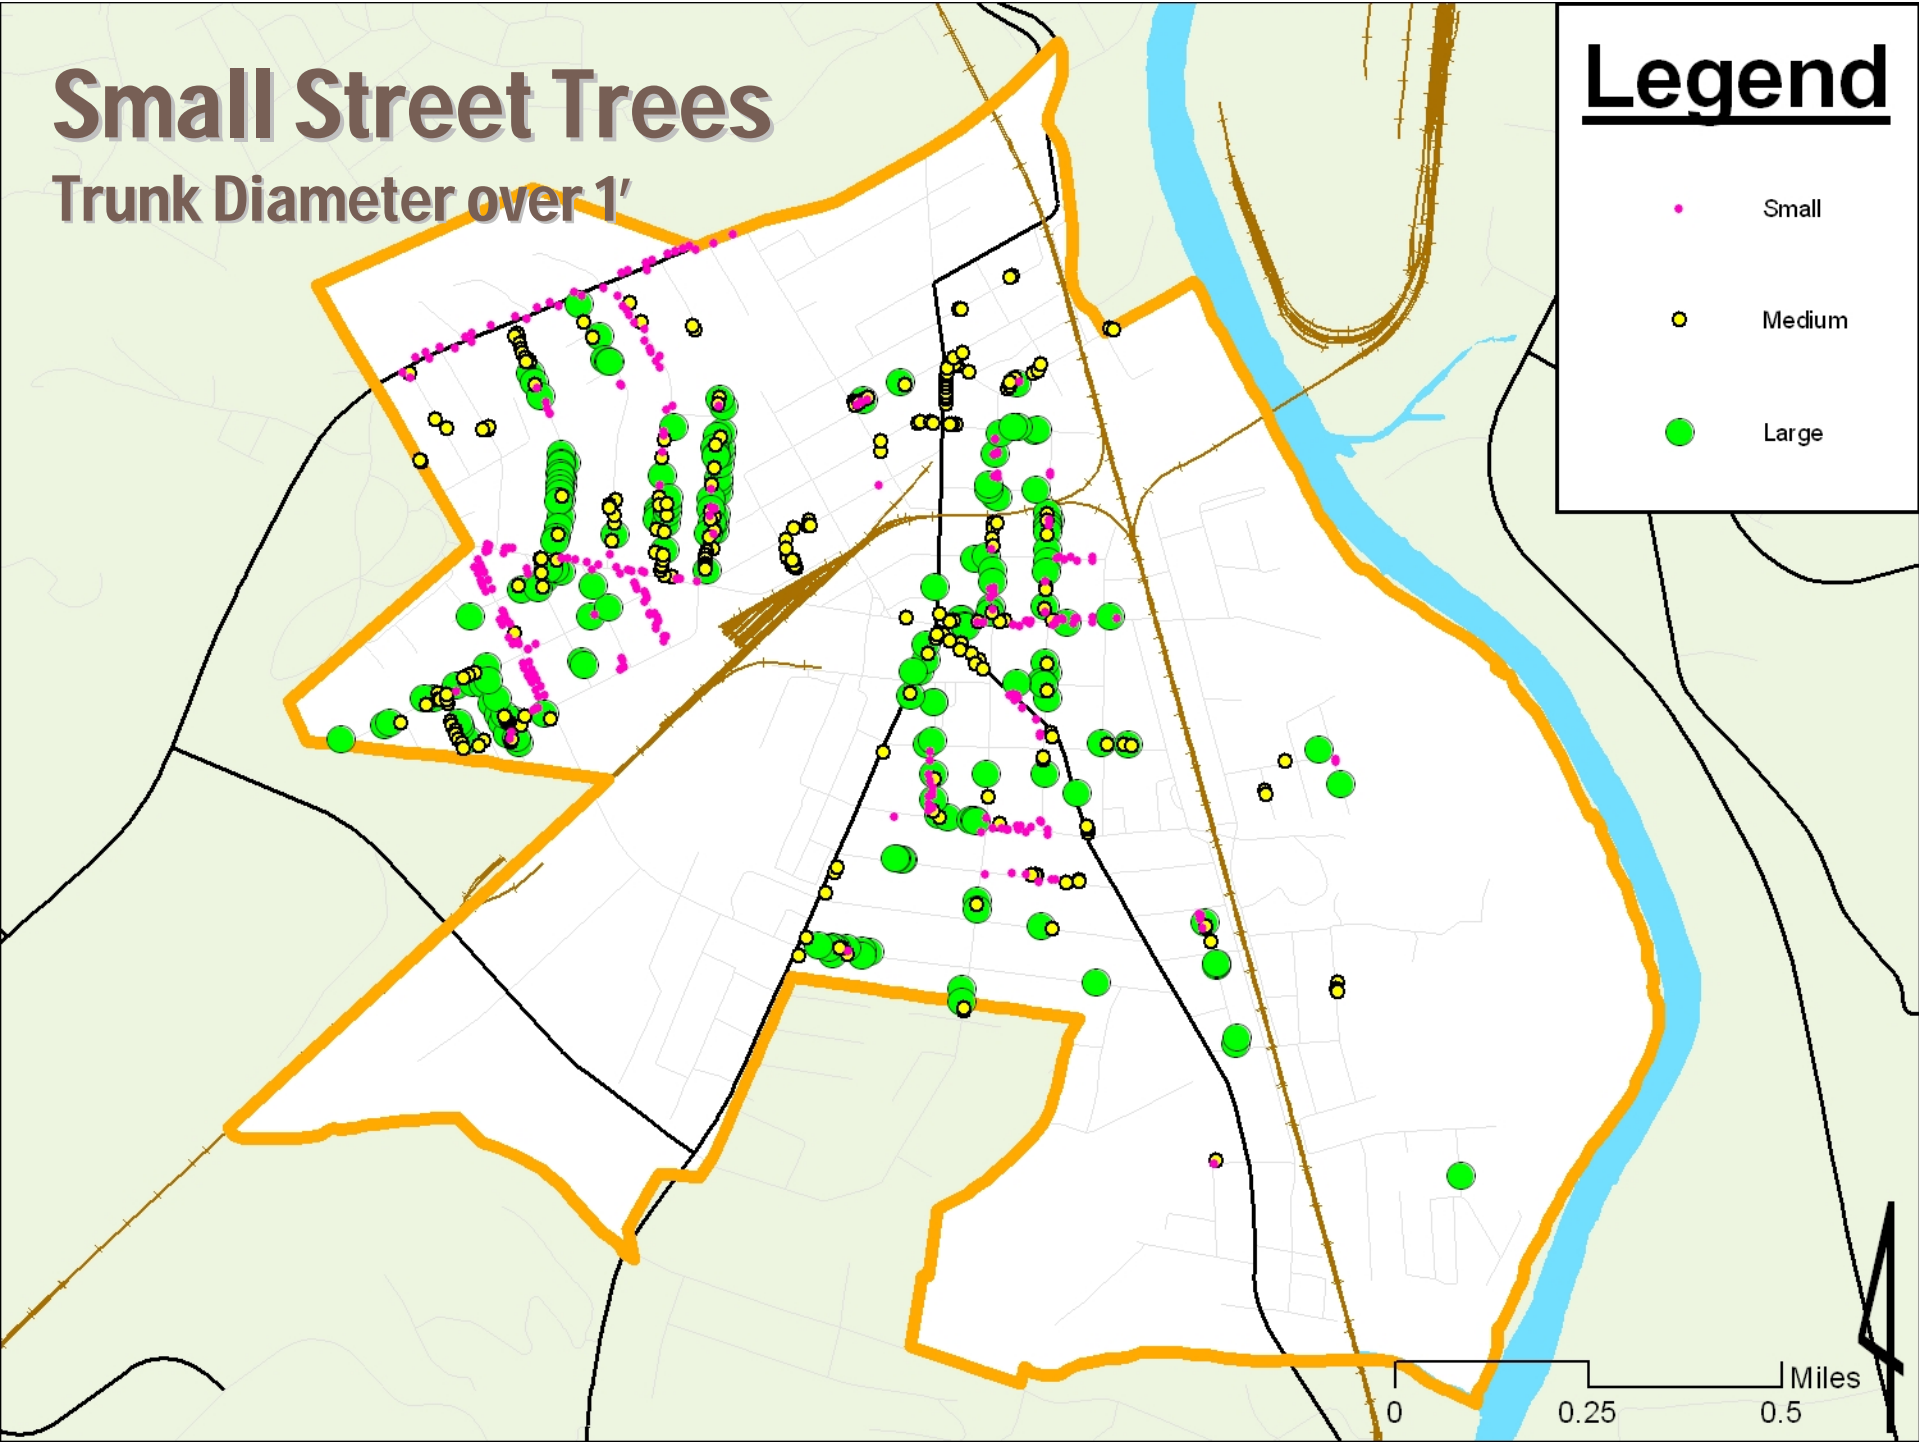 Small Street Trees
Trunk Diameter over 1'
Legend
Small
Medium
Large
Miles
0 0.25 0.5